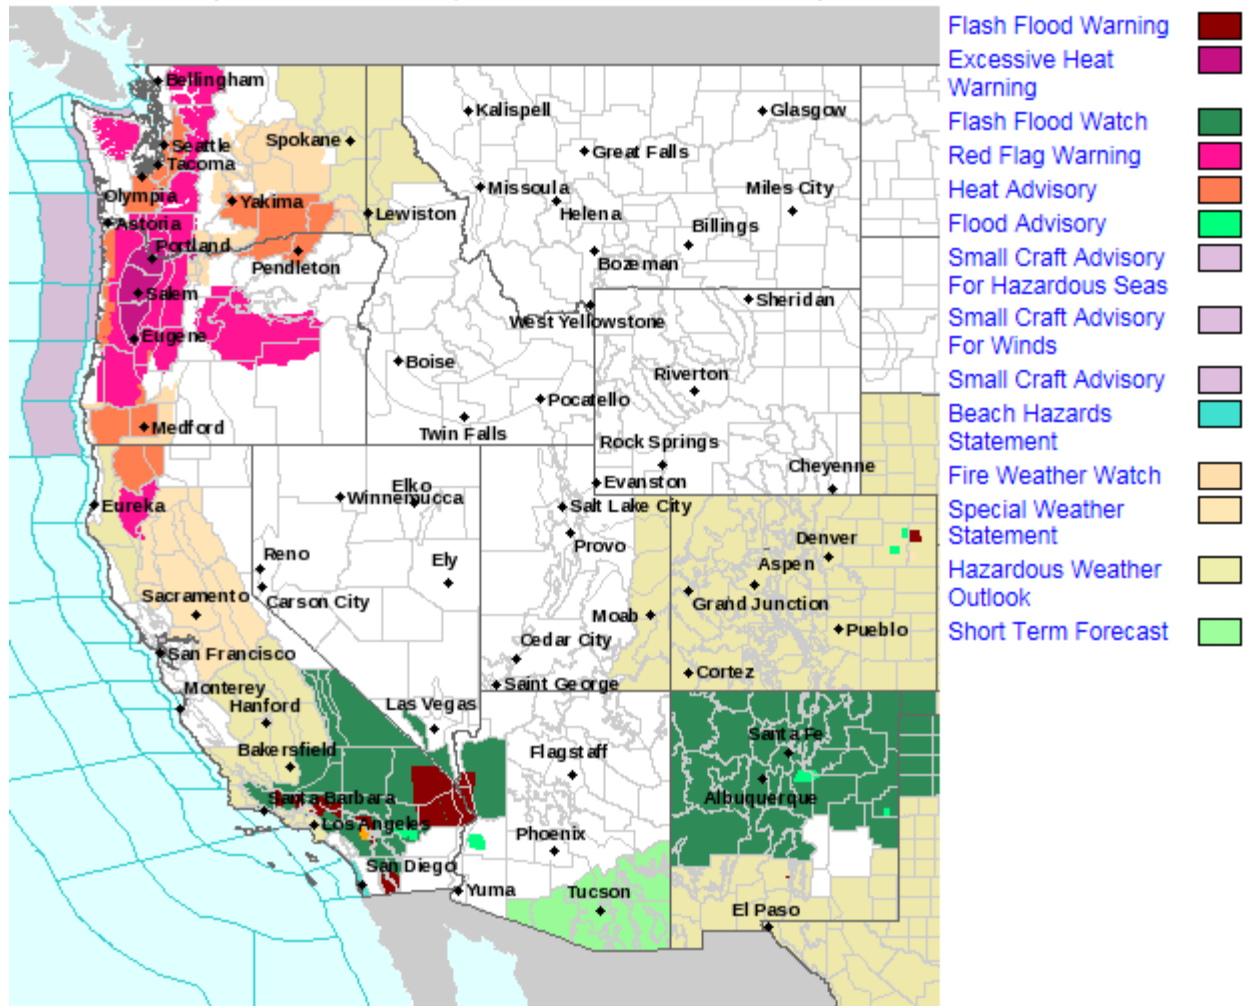 Flash Flood Warning
Excessive Heat
Warning
Flash Flood Watch
Red Flag Warning
Heat Advisory
Flood Advisory
Small Craft Advisory
For Hazardous Seas
Small Craft Advisory
For Winds
Small Craft Advisory
Beach Hazards
Statement
Fire Weather Watch
Special Weather
Statement
Hazardous Weather
Outlook
Short Term Forecast
Bellingham
Kalispell
Glasgow
Seattle
Spokane
Great Falls
Tacoma
Olympia
Yakima
Missoula
Helena
Miles City
Lewiston
Astoria
Billings
Portland
Pendleton
Bozeman
Salem
Sheridan
West Yellowstone
Eugene
Boise
Riverton
Pocatello
Medford
Twin Falls
Rock Springs
Cheyenne
Evanston
Elko
Winnemucca
Eureka
Salt Lake City
Provo
Denver
Reno
Ely
Aspen
Sacramento
Carson City
Grand Junction
Moab
Pueblo
Cedar City
San Francisco
Cortez
Saint George
Monterey
Hanford
Las Vegas
Santa Fe
Bakersfield
Flagstaff
Albuquerque
Santa Barbara
Los Angeles
Phoenix
San Diego
Yuma
Tucson
El Paso